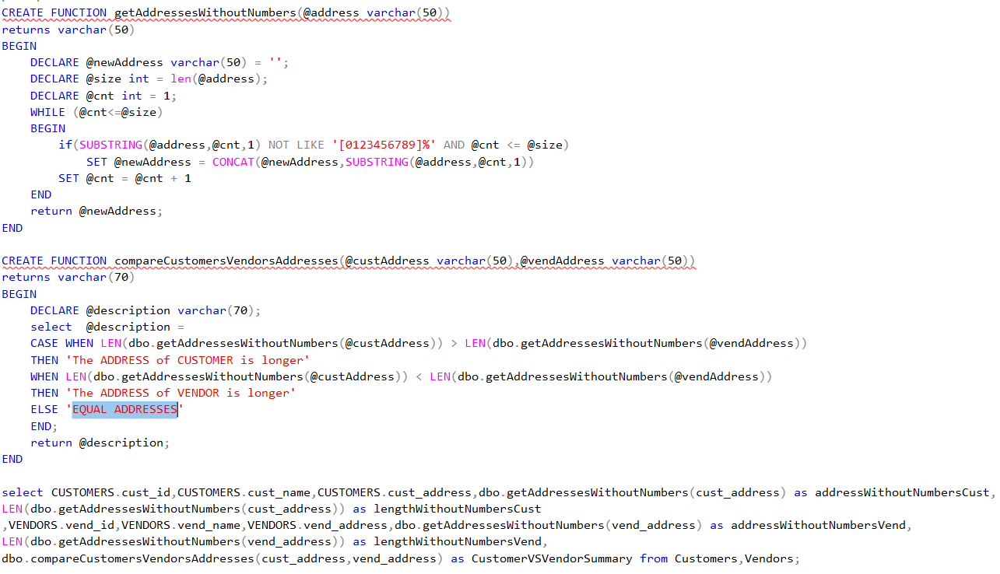 CREATE FUNCTION getAddressesWithoutNumbers(@address varchar(50))
returns varchar(50)
BEGIN
    DECLARE @newAddress varchar(50) = '';
    DECLARE @size int = len(@address);
    DECLARE @cnt int = 1;
    WHILE (@cnt<=@size)
    BEGIN
        if(SUBSTRING(@address,@cnt,1) NOT LIKE '[0123456789]%' AND @cnt <= @size)
            SET @newAddress = CONCAT(@newAddress,SUBSTRING(@address,@cnt,1))
        SET @cnt = @cnt + 1
    END
    return @newAddress;
END

CREATE FUNCTION compareCustomersVendorsAddresses(@custAddress varchar(50),@vendAddress varchar(50))
returns varchar(70)
BEGIN
    DECLARE @description varchar(70);
    select  @description =
    CASE WHEN LEN(dbo.getAddressesWithoutNumbers(@custAddress)) > LEN(dbo.getAddressesWithoutNumbers(@vendAddress))
    THEN 'The ADDRESS of CUSTOMER is longer'
    WHEN LEN(dbo.getAddressesWithoutNumbers(@custAddress)) < LEN(dbo.getAddressesWithoutNumbers(@vendAddress))
    THEN 'The ADDRESS of VENDOR is longer'
    ELSE 'EQUAL ADDRESSES'
    END;
    return @description;
END

select CUSTOMERS.cust_id,CUSTOMERS.cust_name,CUSTOMERS.cust_address,dbo.getAddressesWithoutNumbers(cust_address) as addressWithoutNumbersCust,
LEN(dbo.getAddressesWithoutNumbers(cust_address)) as lengthWithoutNumbersCust
,VENDORS.vend_id,VENDORS.vend_name,VENDORS.vend_address,dbo.getAddressesWithoutNumbers(vend_address) as addressWithoutNumbersVend,
LEN(dbo.getAddressesWithoutNumbers(vend_address)) as lengthWithoutNumbersVend,
dbo.compareCustomersVendorsAddresses(cust_address,vend_address) as CustomerVSVendorSummary from Customers,Vendors;